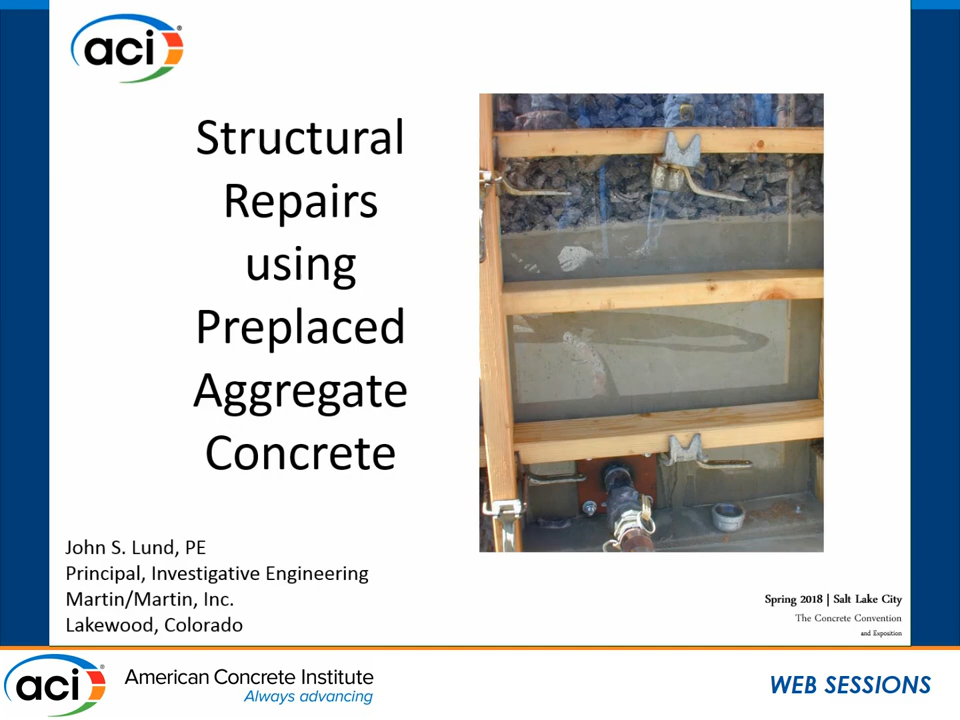 aci®
Structural
Repairs
using
Preplaced
Aggregate
Concrete
John S. Lund, PE
Principal, Investigative Engineering
Martin/Martin, Inc.
Lakewood, Colorado
Spring 2018 | Salt Lake City
The Concrete Convention
and Exposition
aci®
American Concrete Institute
Always advancing
WEB SESSIONS